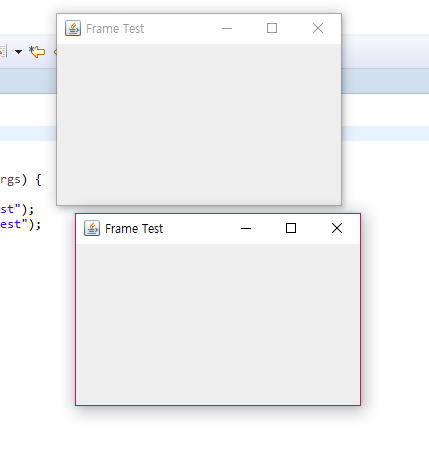 Frame Test
rgs) {
st");
est");
Frame Test